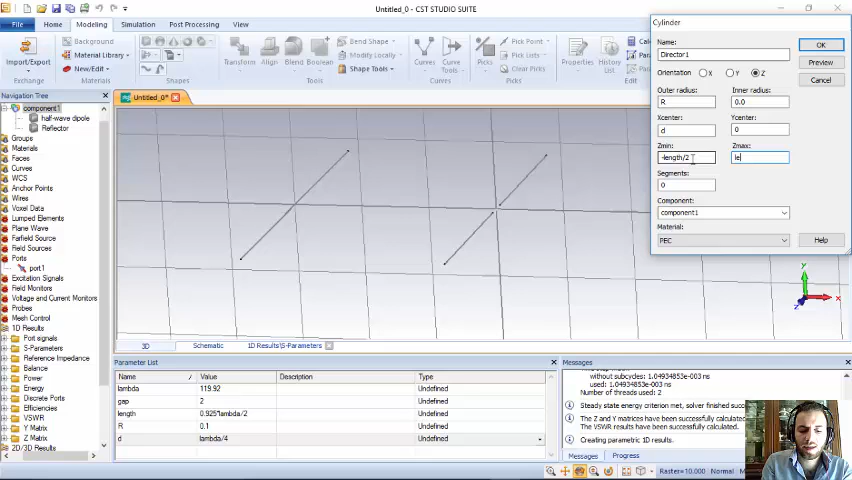 Untitled_0* - CST STUDIO SUITE
File Home Modeling Simulation Post Processing View
Import/Export
Exchange
Background
Material Library
New/Edit
Materials
Shapes
Transform Align Blend Boolean
Bend Shape
Modify Locally
Shape Tools
Tools
Curves
Curves
Picks
Pick Point
Pick Lists
Clear Picks
Picks
Properties
History List
Calc
Para
Para
Navigation Tree
component1
half-wave dipole
Reflector
Groups
Materials
Faces
Curves
Anchor Points
Wires
Voxel Data
Lumped Elements
Plane Wave
Farfield Source
Field Sources
Ports
port1
Excitation Signals
Field Monitors
Voltage and Current Monitors
Probes
Mesh Control
1D Results
Port signals
S-Parameters
Reference Impedance
Balance
Power
Energy
Discrete Ports
Efficiencies
VSWR
Y Matrix
Z Matrix
2D/3D Results
Untitled_0*
3D Schematic 1D Results\S-Parameters
Cylinder
Name:
Director1
OK
Orientation X Y Z
Preview
Outer radius: Inner radius:
Cancel
R 0.0
Xcenter: Ycenter:
d 0
Zmin: Zmax:
-length/2 le
Segments:
0
Component:
component1
Material:
PEC
Help
y
x
z
Parameter List
Name Value Description Type
lambda 119.92 Undefined
gap 2 Undefined
length 0.925*lambda/2 Undefined
R 0.1 Undefined
d lambda/4 Undefined
Messages
without subcycles: 1.04934853e-003 ns
used: 1.04934853e-003 ns
Number of threads used: 2
Steady state energy criterion met, solver finished suc
The Z and Y matrices have been successfully calculat
The VSWR results have been successfully calculated.
Creating parametric 1D results.
Messages Progress
Raster=10.000 Normal M